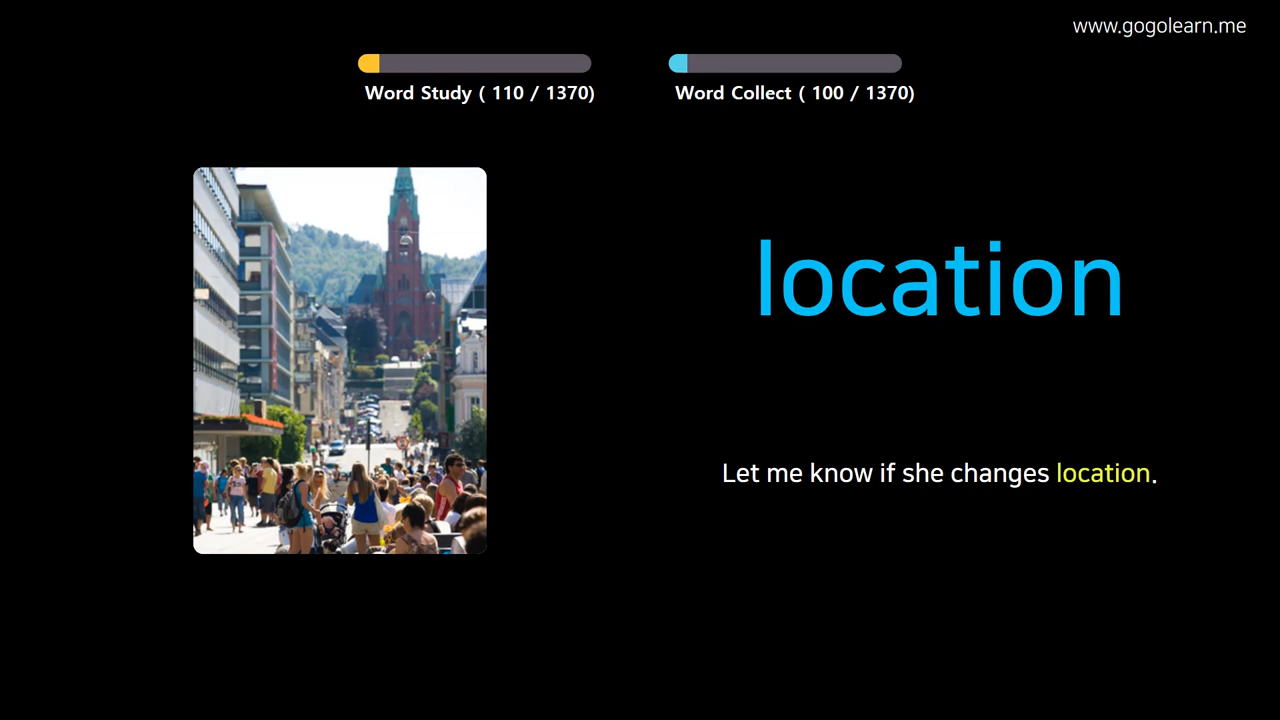 www.gogolearn.me
Word Study ( 110 / 1370)
Word Collect ( 100 / 1370)
location
Let me know if she changes location.